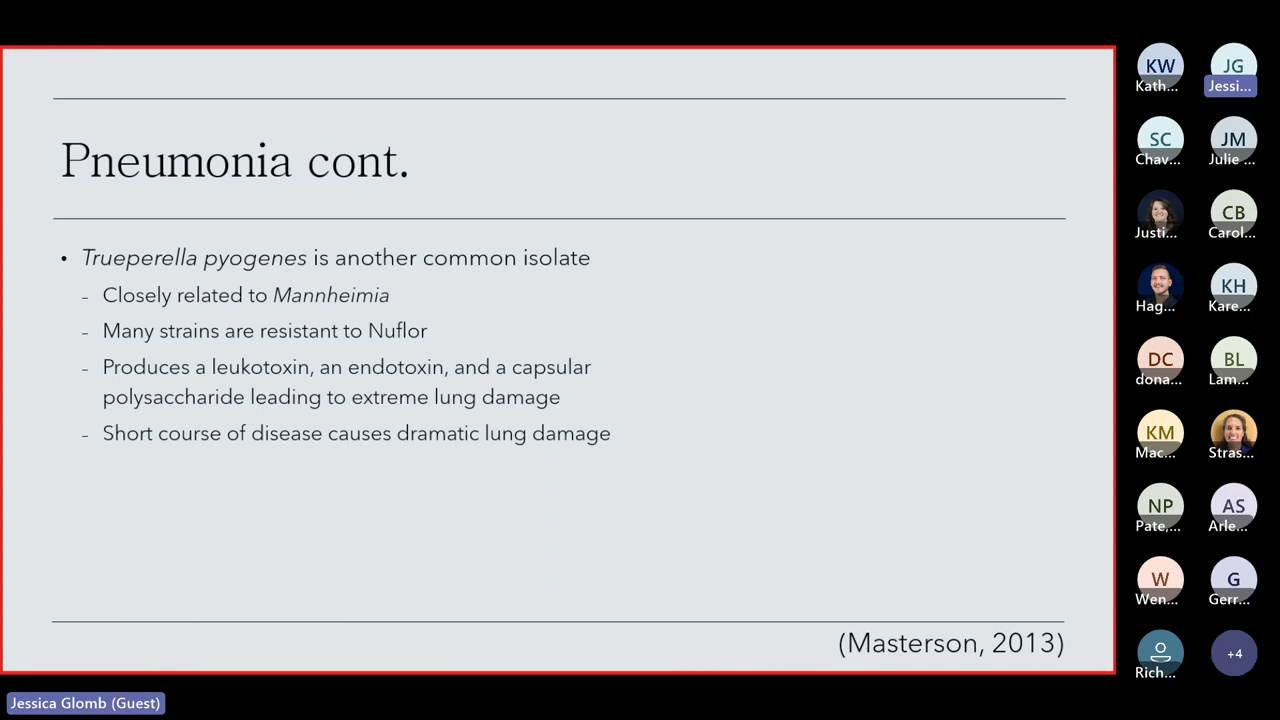 KW
JG
Kath...
Jessi...
Pneumonia cont.
SC
JM
Chav...
Julie ...
CB
Justi...
Carol...
• Trueperella pyogenes is another common isolate
- Closely related to Mannheimia
- Many strains are resistant to Nuflor
- Produces a leukotoxin, an endotoxin, and a capsular
polysaccharide leading to extreme lung damage
- Short course of disease causes dramatic lung damage
KH
Hag...
Kare...
DC
BL
dona...
Lam...
KM
Mac...
Stras...
NP
AS
Pate,...
Arle...
W
G
Wen...
Gerr...
(Masterson, 2013)
+4
Rich...
Jessica Glomb (Guest)